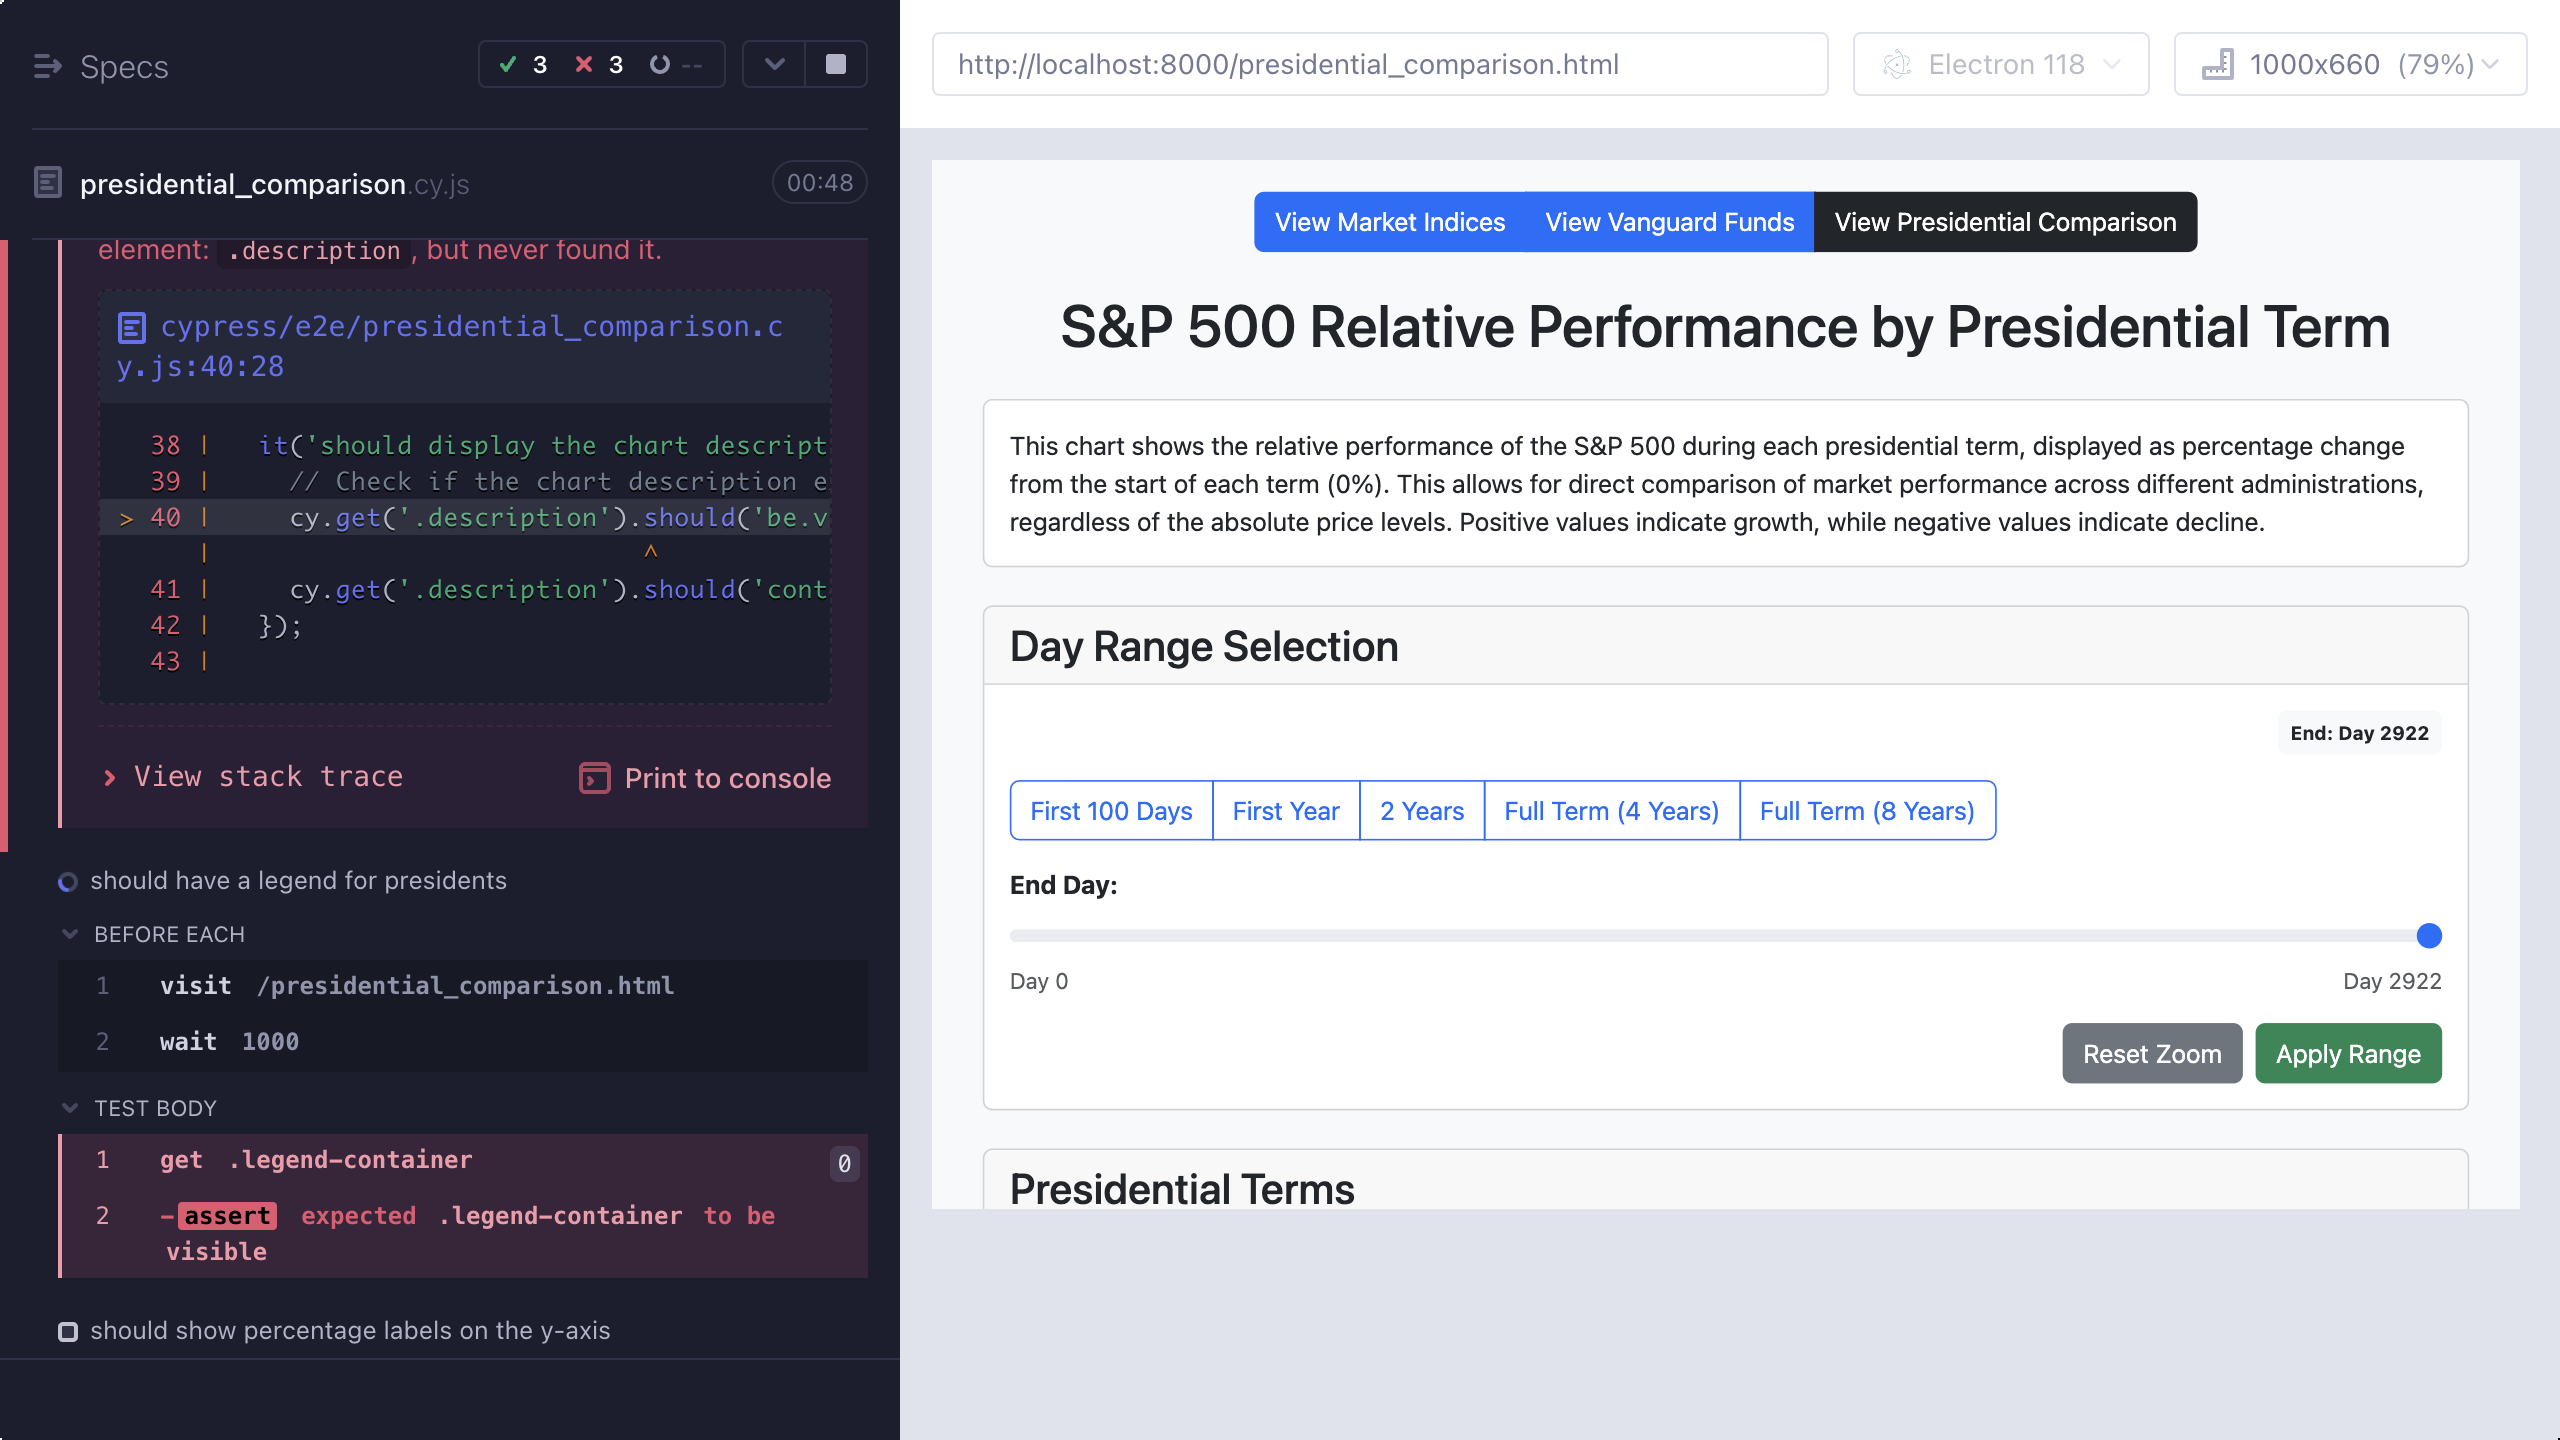 Specs
3 3 --
presidential_comparison.cy.js
00:48
element: .description, but never found it.
cypress/e2e/presidential_comparison.c
y.js:40:28
38 | it('should display the chart descript
39 | // Check if the chart description e
> 40 | cy.get('.description').should('be.v
| ^
41 | cy.get('.description').should('cont
42 | });
43 |
View stack trace
Print to console
should have a legend for presidents
BEFORE EACH
1 visit /presidential_comparison.html
2 wait 1000
TEST BODY
1 get .legend-container 0
2 -assert expected .legend-container to be
visible
should show percentage labels on the y-axis
http://localhost:8000/presidential_comparison.html
Electron 118
1000x660 (79%)
View Market Indices View Vanguard Funds View Presidential Comparison
S&P 500 Relative Performance by Presidential Term
This chart shows the relative performance of the S&P 500 during each presidential term, displayed as percentage change
from the start of each term (0%). This allows for direct comparison of market performance across different administrations,
regardless of the absolute price levels. Positive values indicate growth, while negative values indicate decline.
Day Range Selection
End: Day 2922
First 100 Days First Year 2 Years Full Term (4 Years) Full Term (8 Years)
End Day:
Day 0 Day 2922
Reset Zoom Apply Range
Presidential Terms